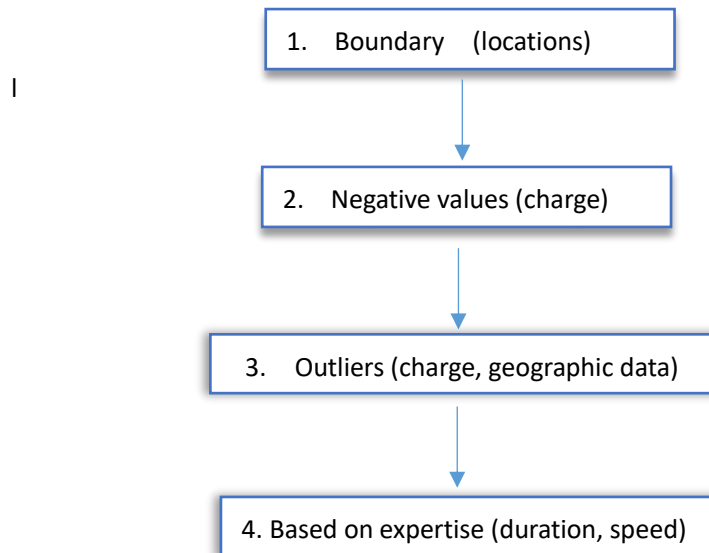 1. Boundary (locations)
l
2. Negative values (charge)
3. Outliers (charge, geographic data)
4. Based on expertise (duration, speed)